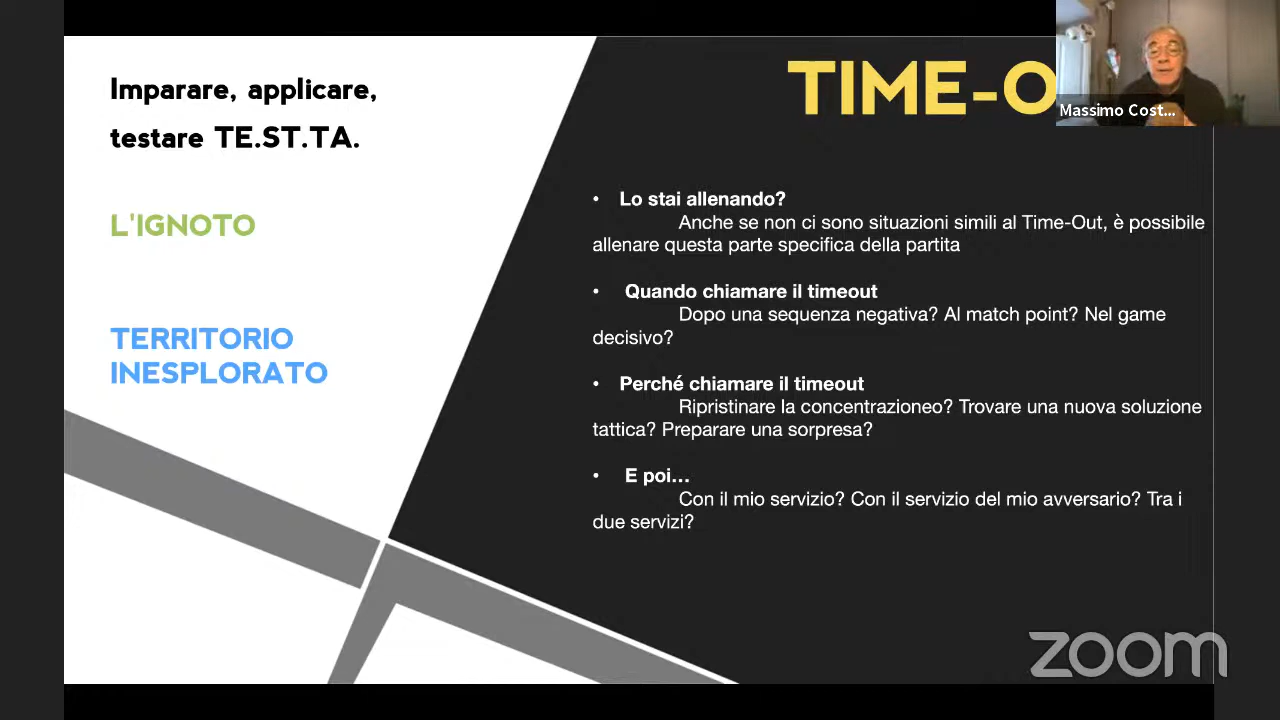 Imparare, applicare,
testare TE.ST.TA.
L'IGNOTO
TERRITORIO
INESPLORATO
TIME-O
Massimo Cost...
• Lo stai allenando?
Anche se non ci sono situazioni simili al Time-Out, è possibile
allenare questa parte specifica della partita
• Quando chiamare il timeout
Dopo una sequenza negativa? Al match point? Nel game
decisivo?
• Perché chiamare il timeout
Ripristinare la concentrazioneo? Trovare una nuova soluzione
tattica? Preparare una sorpresa?
• E poi...
Con il mio servizio? Con il servizio del mio avversario? Tra i
due servizi?
zoom